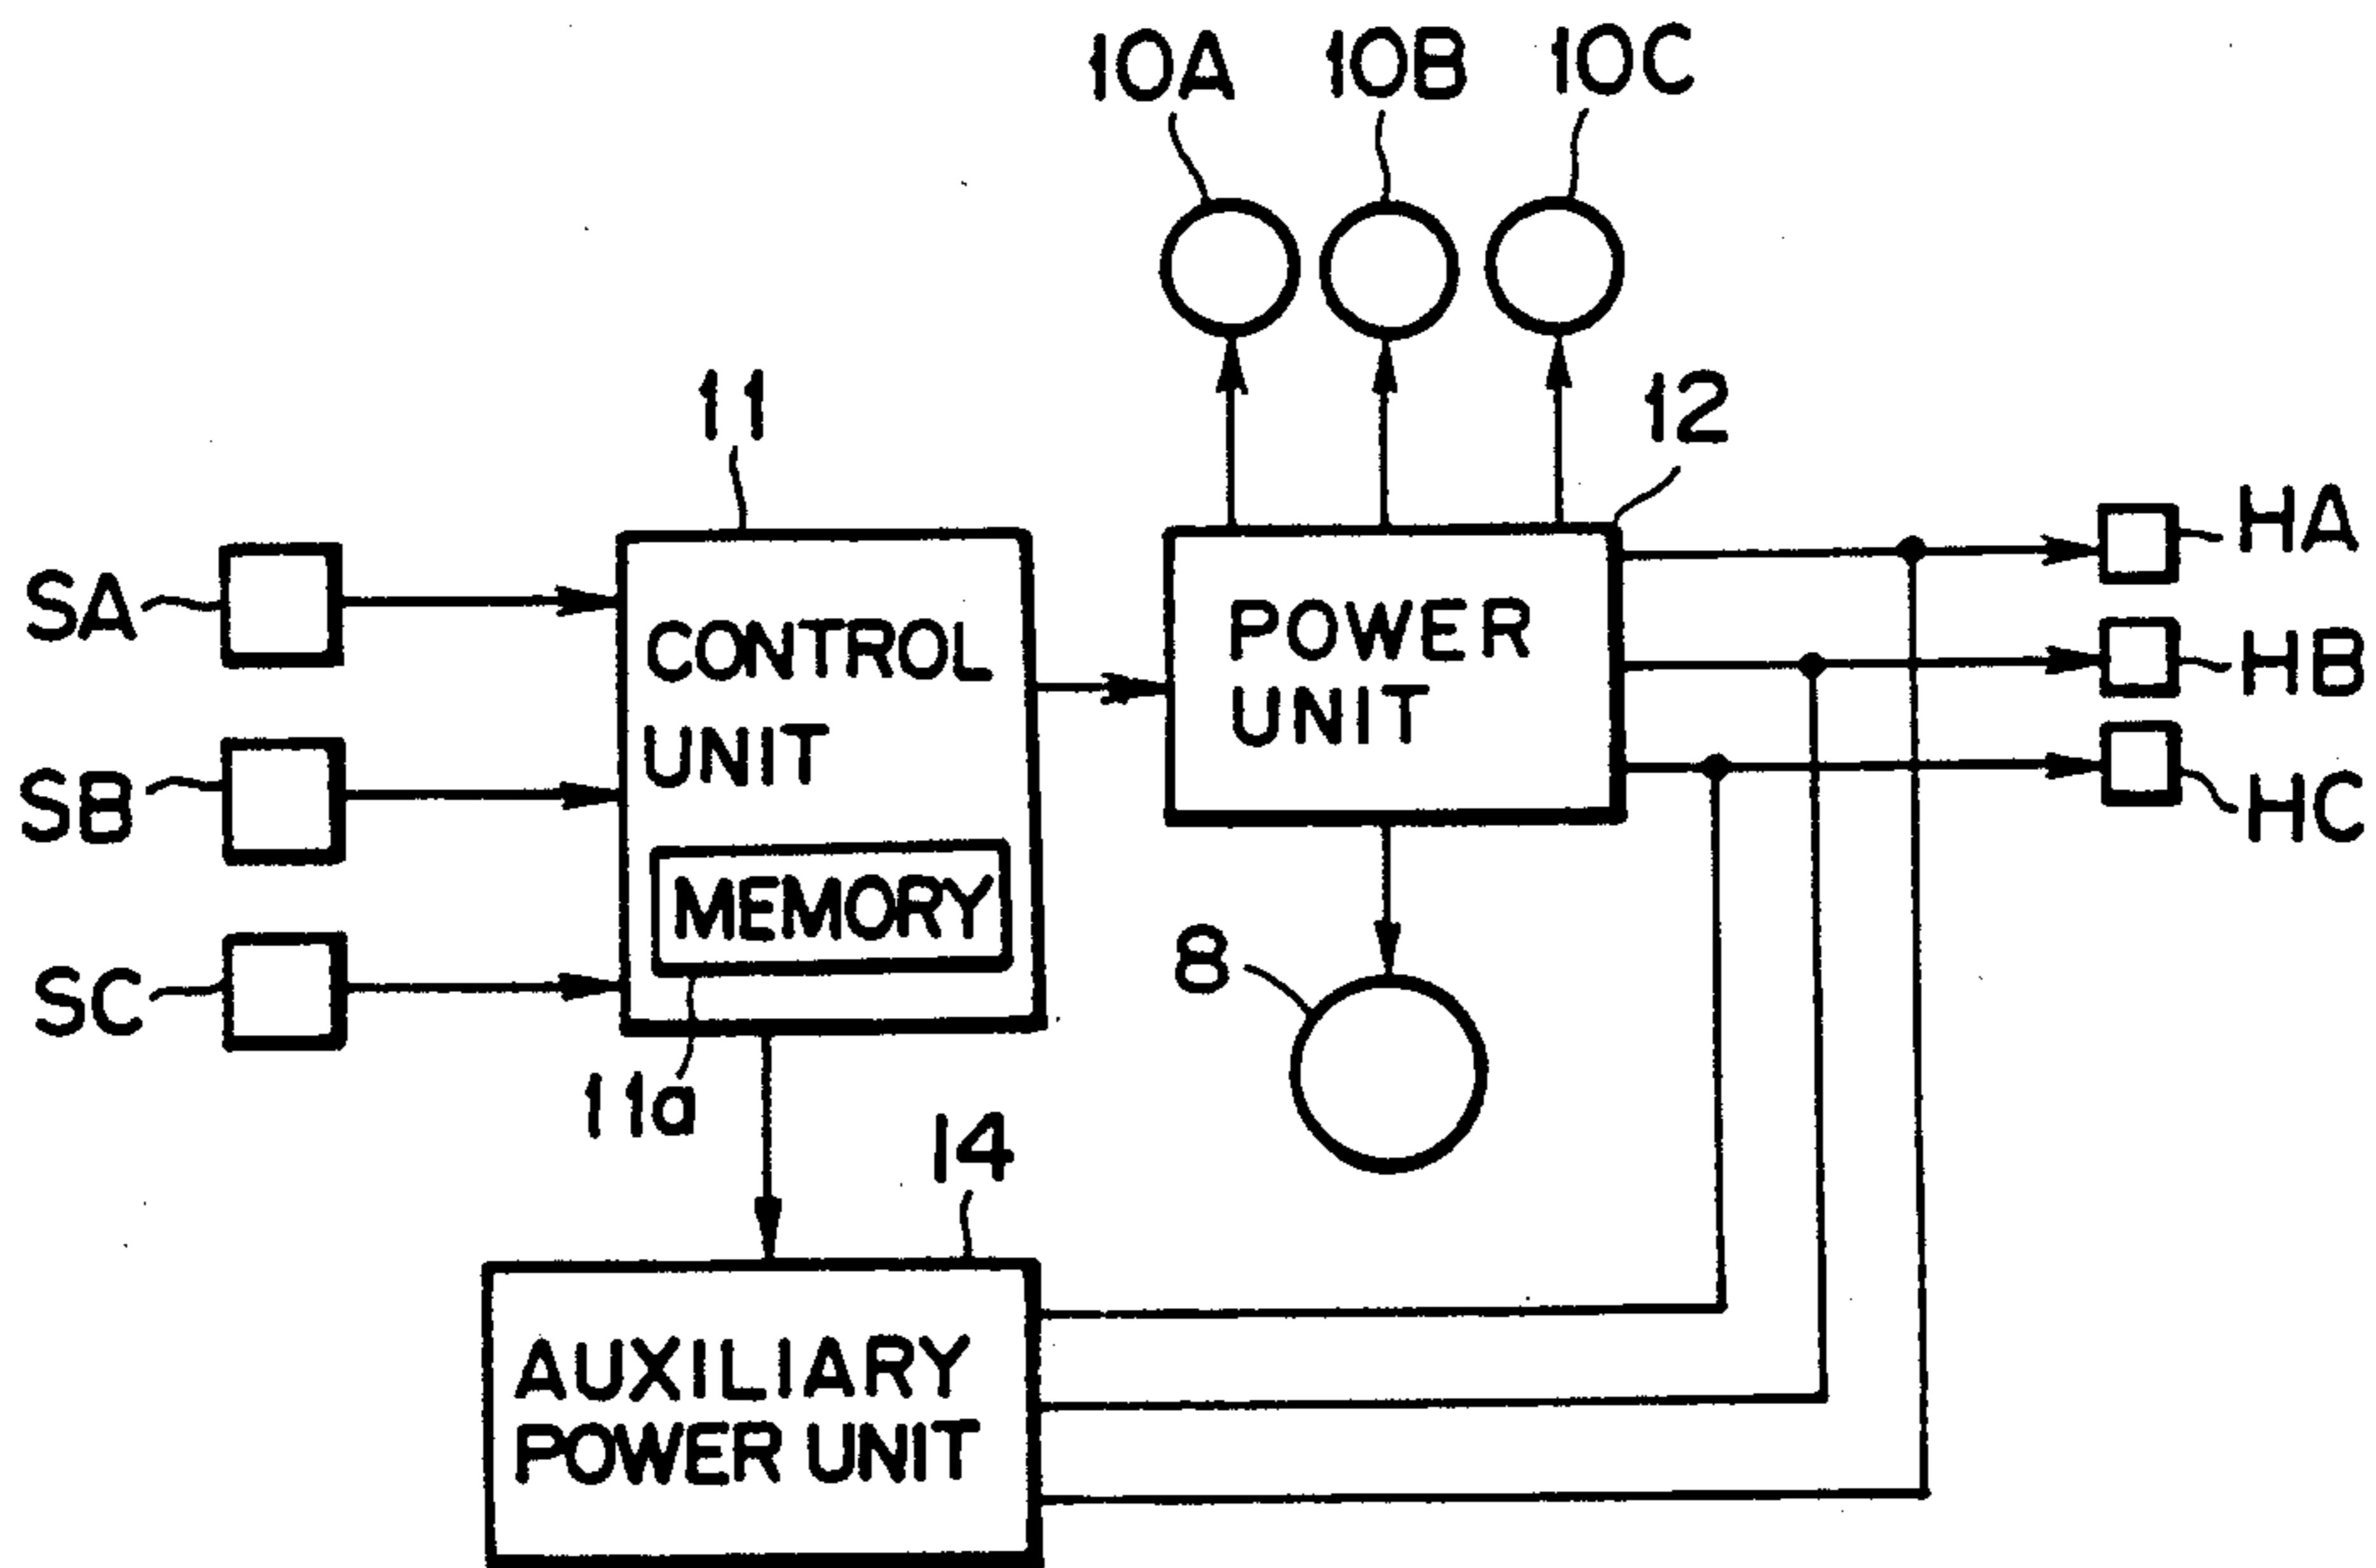 10A 10B 10C
11
12
SA
CONTROL
UNIT
POWER
UNIT
HA
HB
SB
HC
MEMORY
SC
8
11a
14
AUXILIARY
POWER UNIT